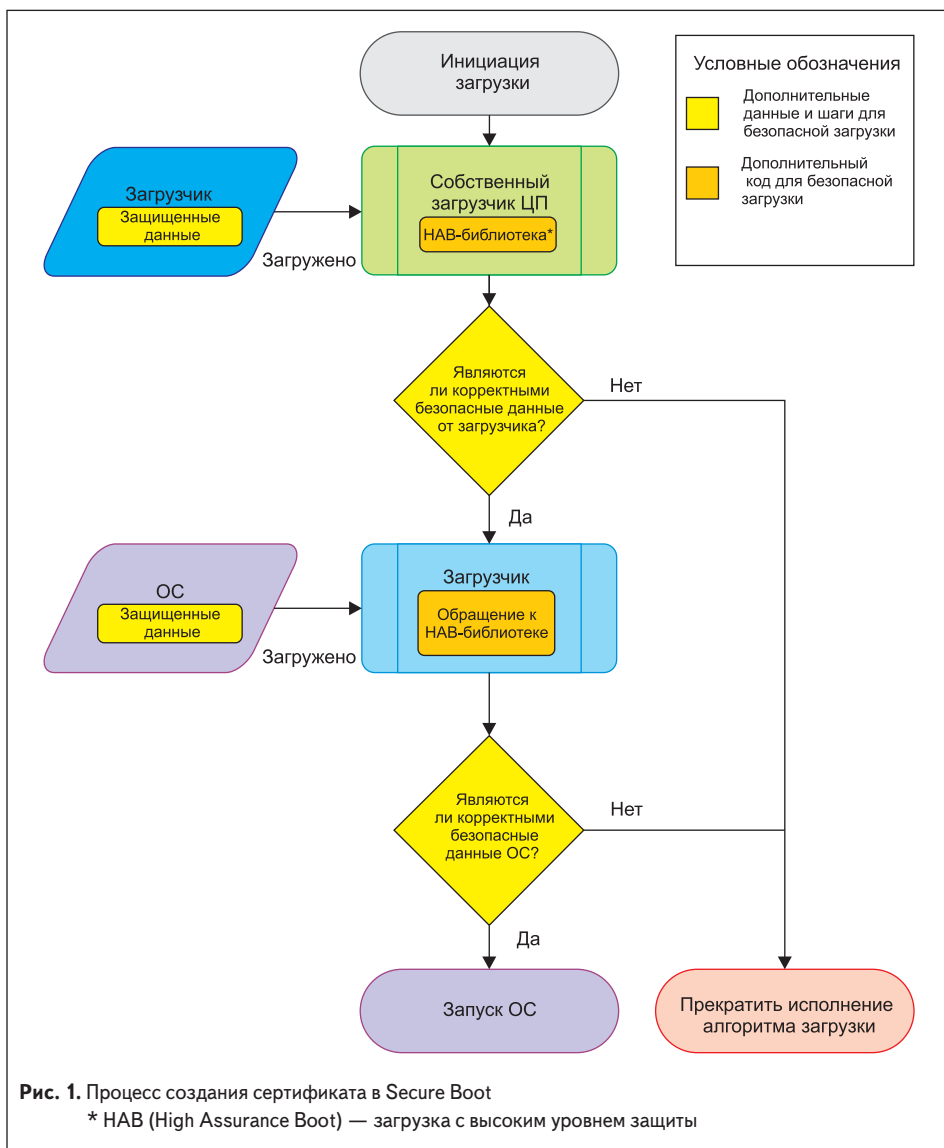 Инициация
загрузки
Условные обозначения
Дополнительные
данные и шаги для
безопасной загрузки
Дополнительный
код для безопасной
загрузки
Загрузчик
Защищенные
данные
Загружено
Собственный
загрузчик ЦП
HAB-библиотека*
Являются
ли корректными
безопасные данные
от загрузчика?
Нет
Да
ОС
Защищенные
данные
Загружено
Загрузчик
Обращение к
HAB-библиотеке
Являются
ли корректными
безопасные
данные ОС?
Нет
Да
Запуск ОС
Прекратить исполнение
алгоритма загрузки
Рис. 1. Процесс создания сертификата в Secure Boot
* HAB (High Assurance Boot) — загрузка с высоким уровнем защиты